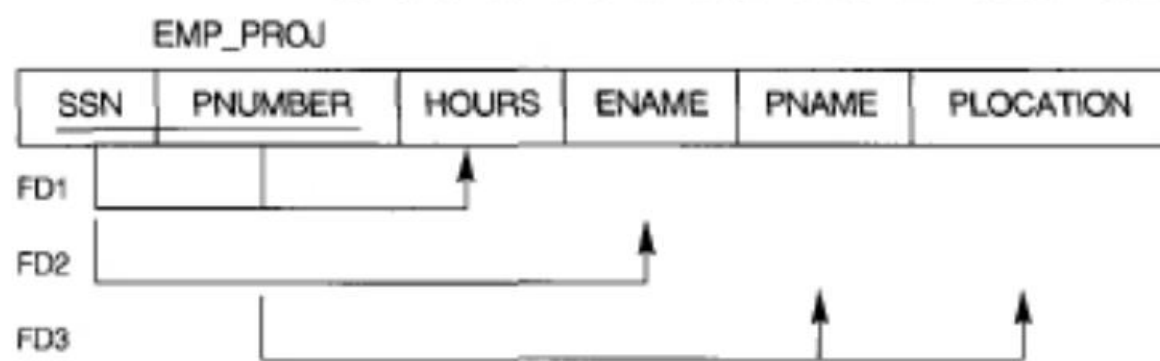 EMP_PROJ
SSN PNUMBER HOURS ENAME PNAME PLOCATION
FD1
FD2
FD3